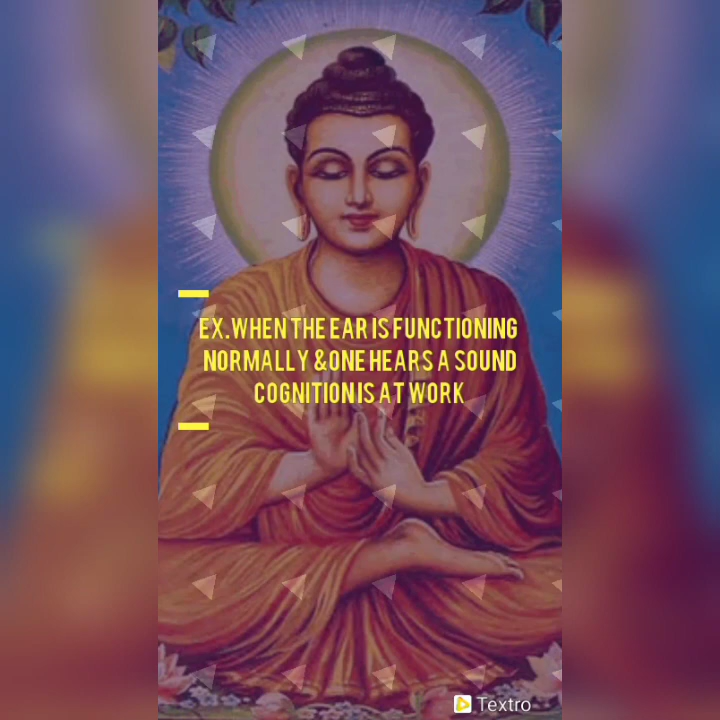 EX.WHEN THE EAR IS FUNCTIONING
NORMALLY &ONE HEARS A SOUND
COGNITION IS AT WORK
Textro